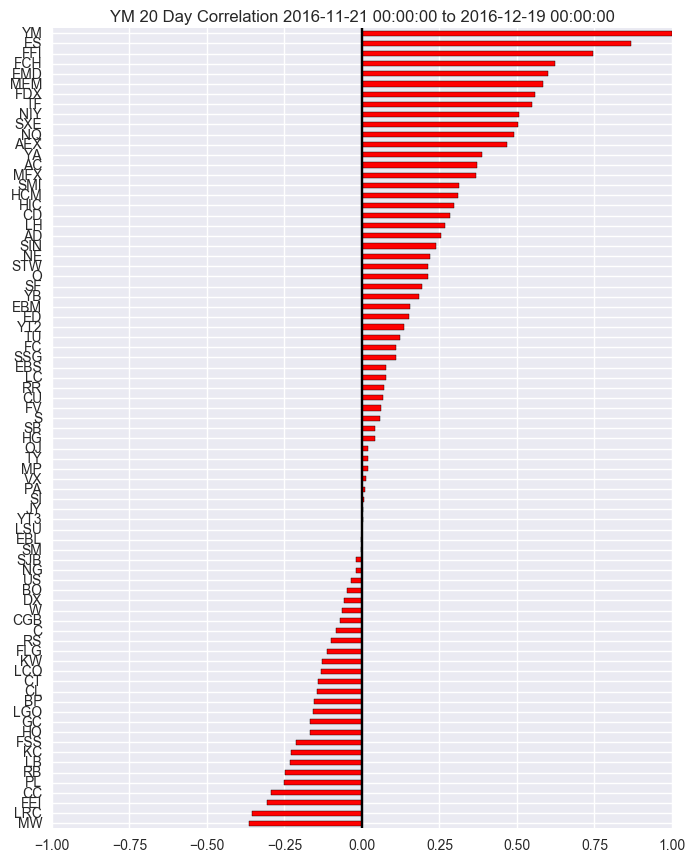 YM 20 Day Correlation 2016-11-21 00:00:00 to 2016-12-19 00:00:00
YM
ES
FFI
FCH
EMD
MEM
FDX
TF
NIY
SXE
NQ
AEX
YA
AC
MFX
SMI
HCM
HIC
CD
LH
AD
SIN
NE
STW
O
SF
YB
EBM
ED
YT2
TU
FC
SSG
EBS
LC
RR
CU
FV
S
SB
HG
OJ
TY
MP
VX
PA
SI
JY
YT3
LSU
EBL
SM
SJB
NG
US
BO
DX
W
CGB
C
RS
FLG
KW
LCO
CT
CL
BP
LGO
GC
HO
FSS
KC
LB
RB
PL
CC
LRC
MW
−1.00 −0.75 −0.50 −0.25 0.00 0.25 0.50 0.75 1.00